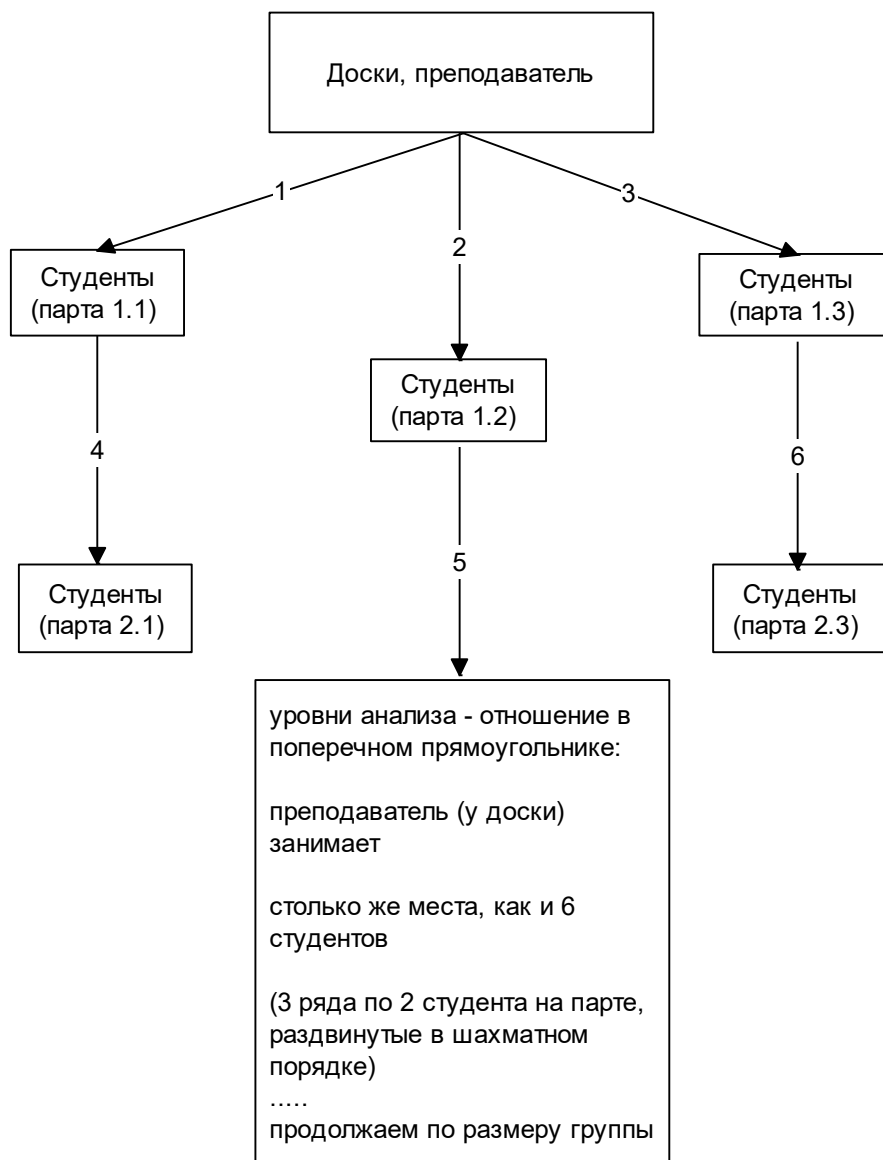 Доски, преподаватель
1
2
3
Студенты
(парта 1.1)
Студенты
(парта 1.3)
Студенты
(парта 1.2)
4
5
6
Студенты
(парта 2.1)
Студенты
(парта 2.3)
уровни анализа - отношение в
поперечном прямоугольнике:
преподаватель (у доски)
занимает
столько же места, как и 6
студентов
(3 ряда по 2 студента на парте,
раздвинутые в шахматном
порядке)
.....
продолжаем по размеру группы